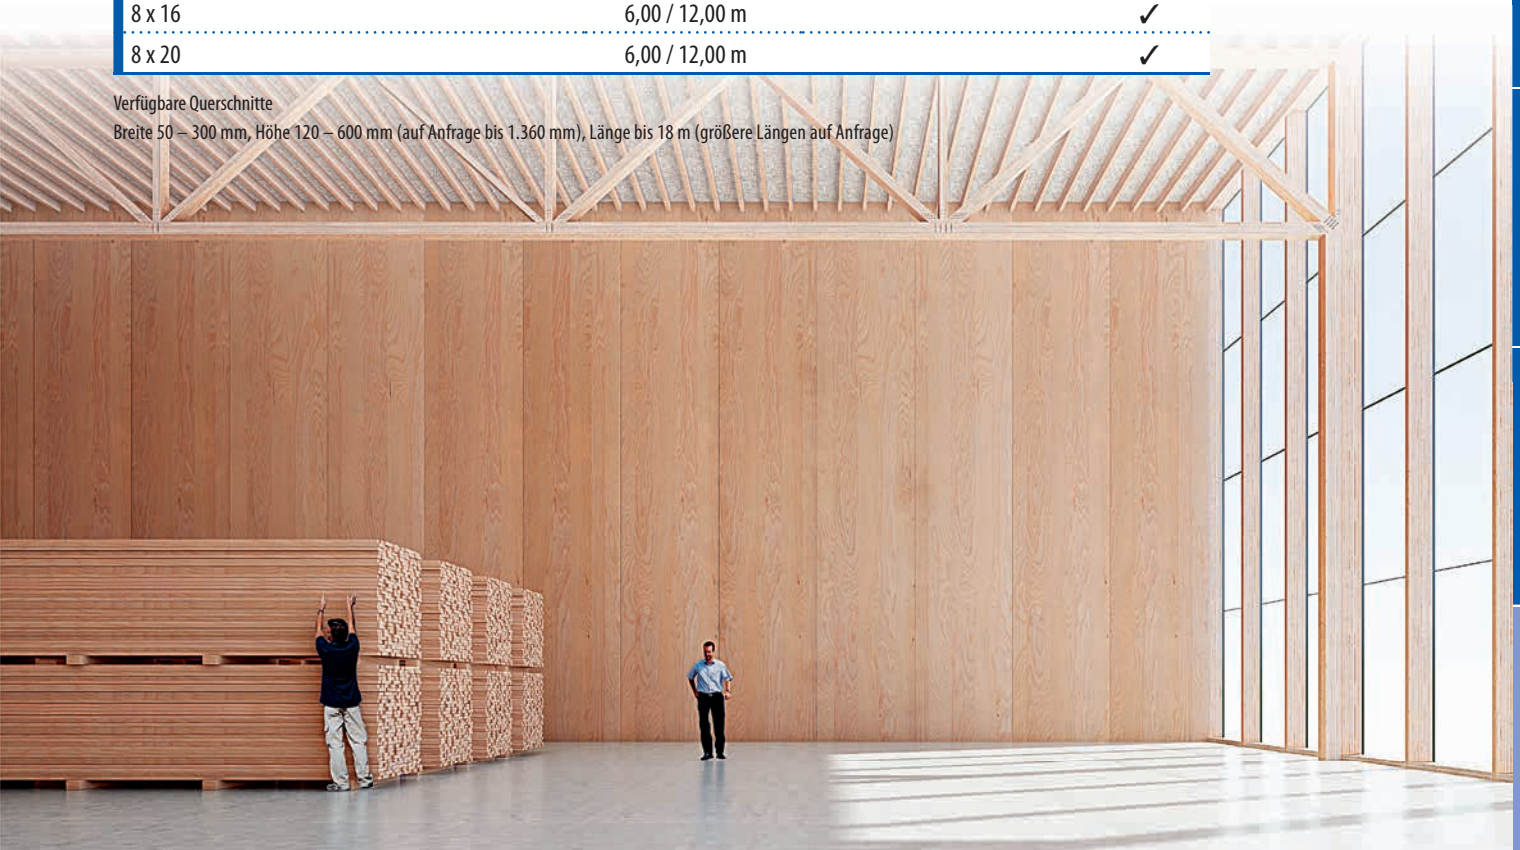 8 x 16 6,00 / 12,00 m ✓
8 x 20 6,00 / 12,00 m ✓
Verfügbare Querschnitte
Breite 50 – 300 mm, Höhe 120 – 600 mm (auf Anfrage bis 1.360 mm), Länge bis 18 m (größere Längen auf Anfrage)